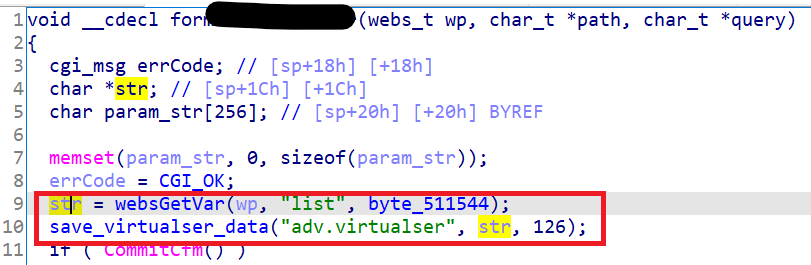 1 void __cdecl form (webs_t wp, char_t *path, char_t *query)
2 {
3 cgi_msg errCode; // [sp+18h] [+18h]
4 char *str; // [sp+1Ch] [+1Ch]
5 char param_str[256]; // [sp+20h] [+20h] BYREF
6
7 memset(param_str, 0, sizeof(param_str));
8 errCode = CGI_OK;
9 str = websGetVar(wp, "list", byte_511544);
10 save_virtualser_data("adv.virtualser", str, 126);
11 if ( CommitCfm() )